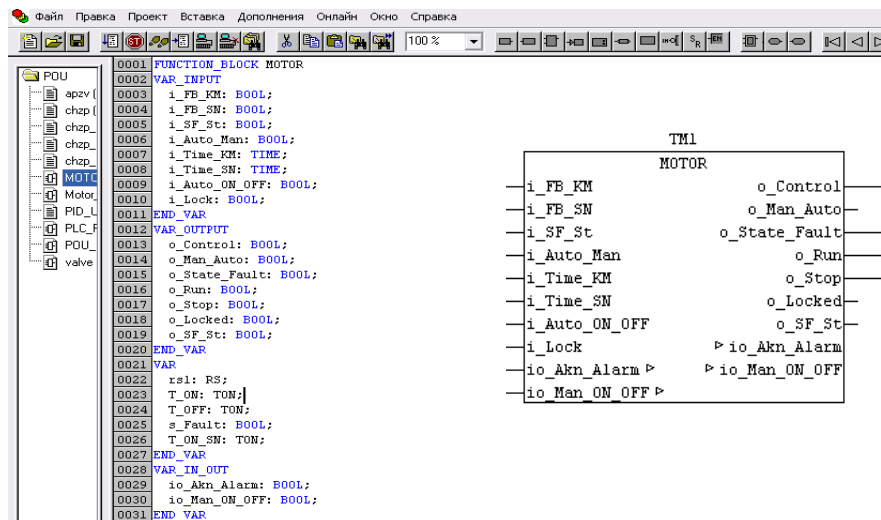 Файл Правка Проект Вставка Дополнения Онлайн Окно Справка
100 %
POU
apzv (
chzp (
chzp_
chzp_
chzp_
MOTO
Motor_
PID_U
PLC_F
POU_
valve
0001 FUNCTION_BLOCK MOTOR
0002 VAR_INPUT
0003 i_FB_KM: BOOL;
0004 i_FB_SN: BOOL;
0005 i_SF_St: BOOL;
0006 i_Auto_Man: BOOL;
0007 i_Time_KM: TIME;
0008 i_Time_SN: TIME;
0009 i_Auto_ON_OFF: BOOL;
0010 i_Lock: BOOL;
0011 END_VAR
0012 VAR_OUTPUT
0013 o_Control: BOOL;
0014 o_Man_Auto: BOOL;
0015 o_State_Fault: BOOL;
0016 o_Run: BOOL;
0017 o_Stop: BOOL;
0018 o_Locked: BOOL;
0019 o_SF_St: BOOL;
0020 END_VAR
0021 VAR
0022 rs1: RS;
0023 T_ON: TON;
0024 T_OFF: TON;
0025 s_Fault: BOOL;
0026 T_ON_SN: TON;
0027 END_VAR
0028 VAR_IN_OUT
0029 io_Akn_Alarm: BOOL;
0030 io_Man_ON_OFF: BOOL;
0031 END_VAR
TM1
MOTOR
i_FB_KM o_Control
i_FB_SN o_Man_Auto
i_SF_St o_State_Fault
i_Auto_Man o_Run
i_Time_KM o_Stop
i_Time_SN o_Locked
i_Auto_ON_OFF o_SF_St
i_Lock io_Akn_Alarm
io_Akn_Alarm io_Man_ON_OFF
io_Man_ON_OFF